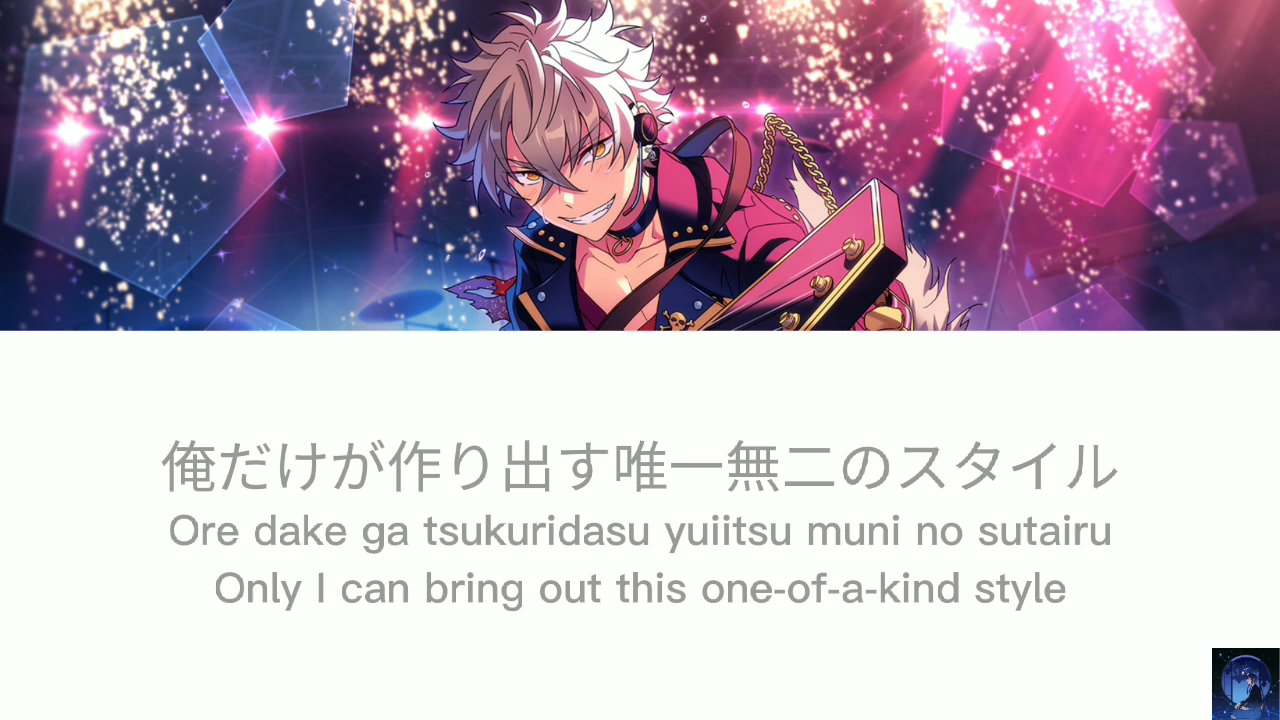 俺だけが作り出す唯一無二のスタイル
Ore dake ga tsukuridasu yuiitsu muni no sutairu
Only I can bring out this one-of-a-kind style